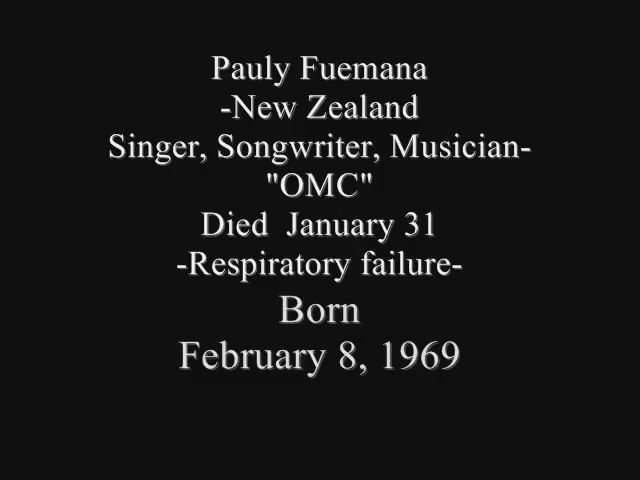 Pauly Fuemana
-New Zealand
Singer, Songwriter, Musician-
"OMC"
Died  January 31
-Respiratory failure-
Born
February 8, 1969